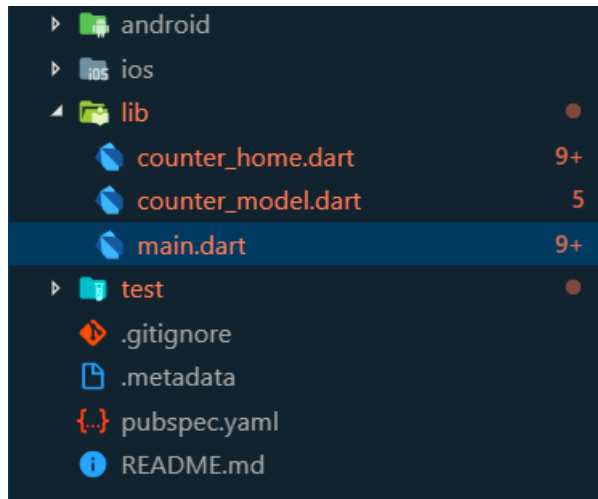 android
ios
lib
counter_home.dart 9+
counter_model.dart 5
main.dart 9+
test
.gitignore
.metadata
{...} pubspec.yaml
README.md